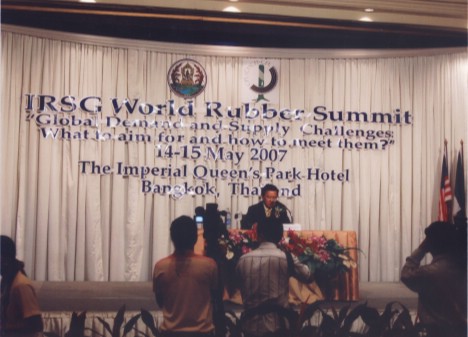 IRSG World Rubber Summit
"Global Demand and Supply Challenges:
What to aim for and how to meet them?"
14-15 May 2007
The Imperial Queen's Park Hotel
Bangkok, Thailand